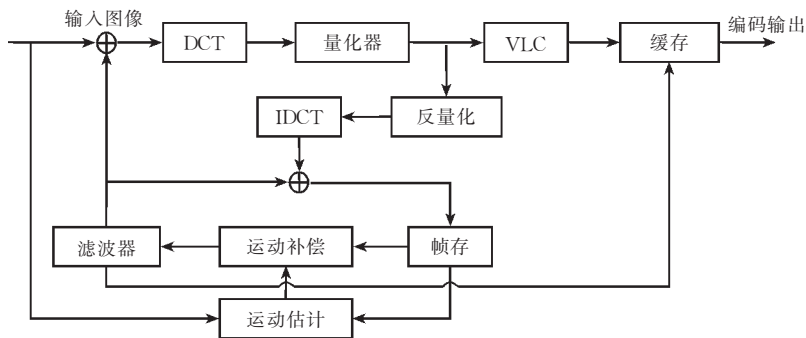 输入图像
编码输出
DCT
量化器
VLC
缓存
IDCT
反量化
滤波器
运动补偿
帧存
运动估计